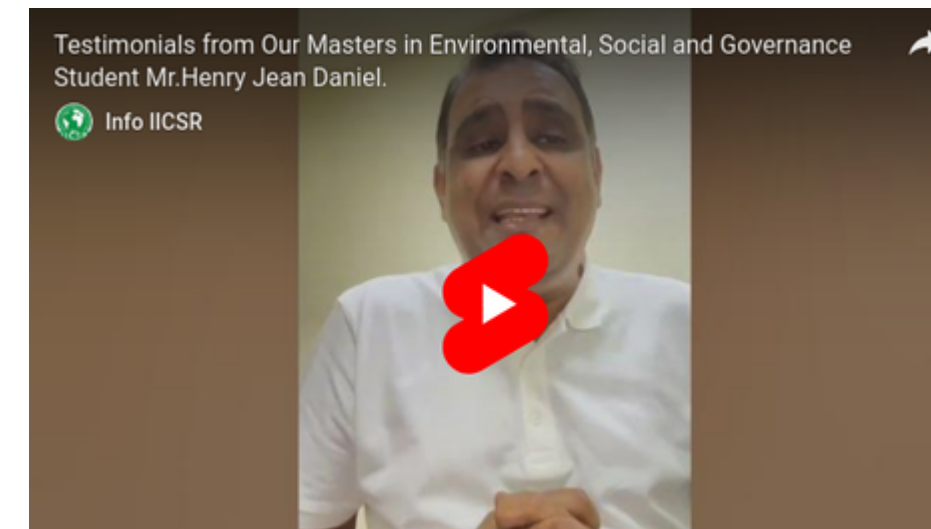 Testimonials from Our Masters in Environmental, Social and Governance
Student Mr.Henry Jean Daniel.
Info IICSR